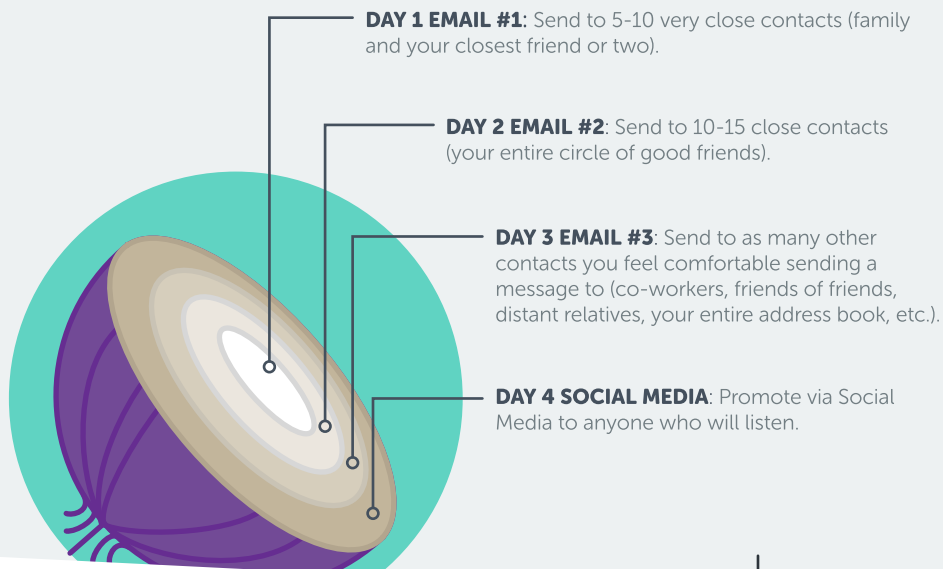 DAY 1 EMAIL #1: Send to 5-10 very close contacts (family
and your closest friend or two).
DAY 2 EMAIL #2: Send to 10-15 close contacts
(your entire circle of good friends).
DAY 3 EMAIL #3: Send to as many other
contacts you feel comfortable sending a
message to (co-workers, friends of friends,
distant relatives, your entire address book, etc.).
DAY 4 SOCIAL MEDIA: Promote via Social
Media to anyone who will listen.